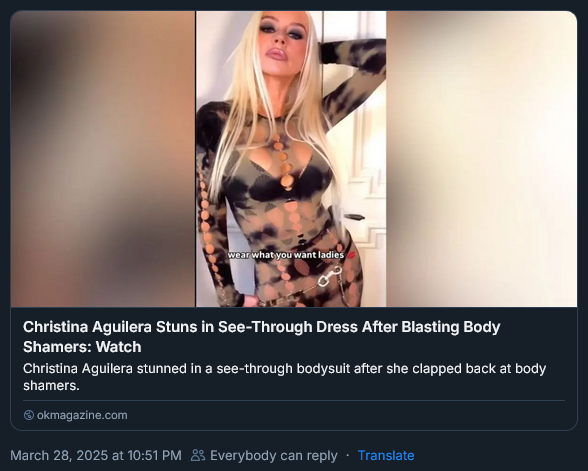 wear what you want ladies
Christina Aguilera Stuns in See-Through Dress After Blasting Body
Shamers: Watch
Christina Aguilera stunned in a see-through bodysuit after she clapped back at body
shamers.
okmagazine.com
March 28, 2025 at 10:51 PM Everybody can reply · Translate